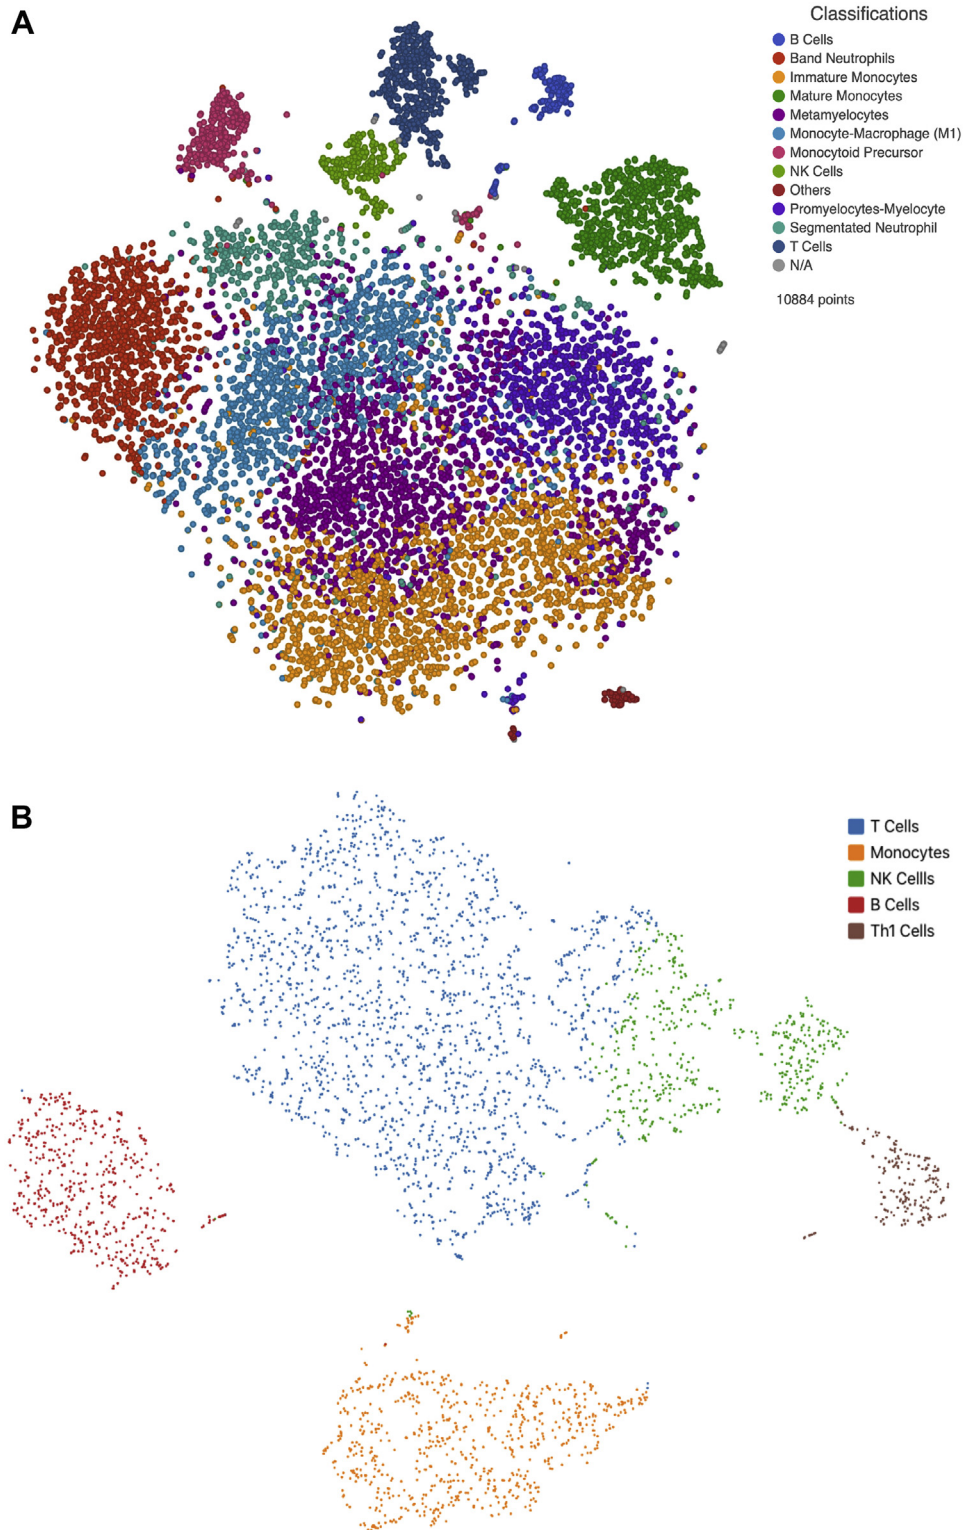 A
Classifications
B Cells
Band Neutrophils
Immature Monocytes
Mature Monocytes
Metamyelocytes
Monocyte-Macrophage (M1)
Monocytoid Precursor
NK Cells
Others
Promyelocytes-Myelocyte
Segmentated Neutrophil
T Cells
N/A
10884 points
B
T Cells
Monocytes
NK Cellls
B Cells
Th1 Cells